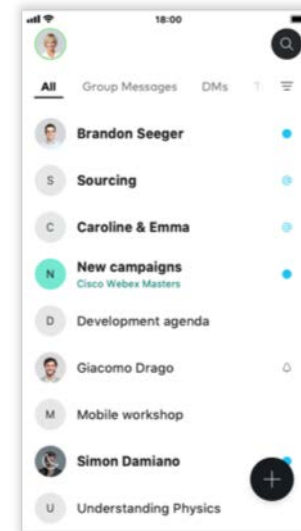 18:00
All Group Messages DMs T
Brandon Seeger
S Sourcing @
C Caroline & Emma @
N New campaigns
Cisco Webex Masters
D Development agenda
Giacomo Drago
M Mobile workshop
Simon Damiano
U Understanding Physics